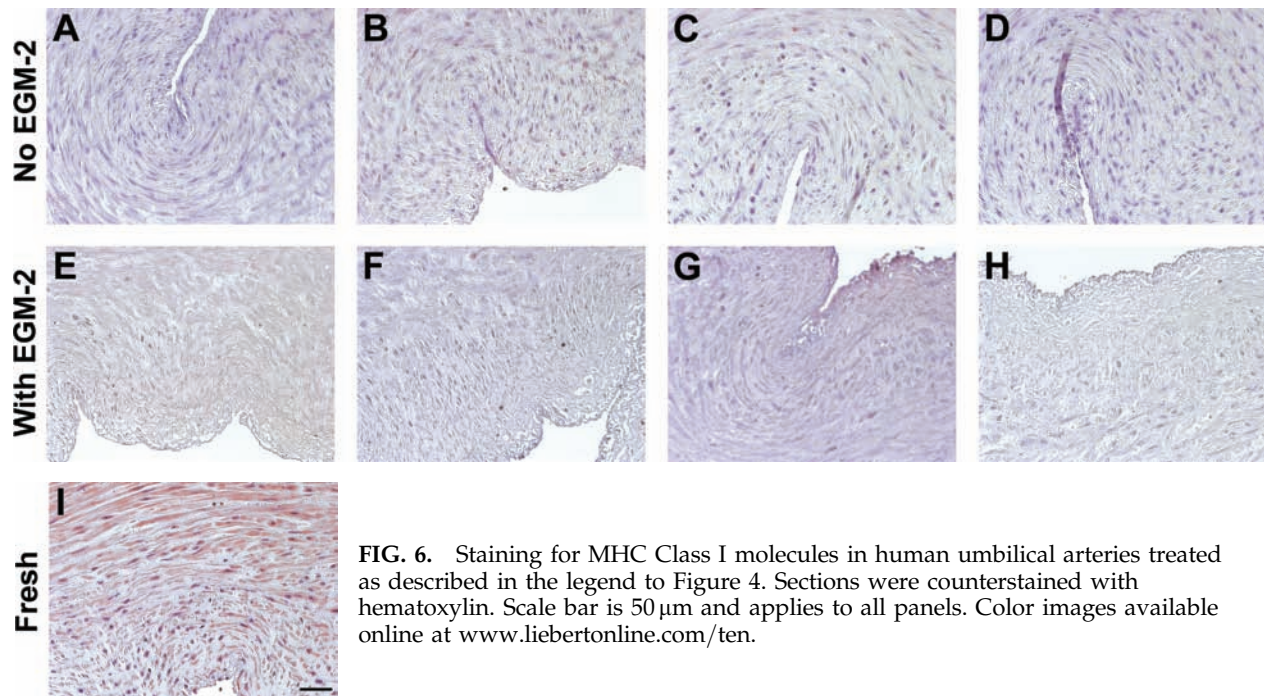 No EGM-2
A
B
C
D
With EGM-2
E
F
G
H
Fresh
I
FIG. 6. Staining for MHC Class I molecules in human umbilical arteries treated
as described in the legend to Figure 4. Sections were counterstained with
hematoxylin. Scale bar is 50 μm and applies to all panels. Color images available
online at www.liebertonline.com/ten.